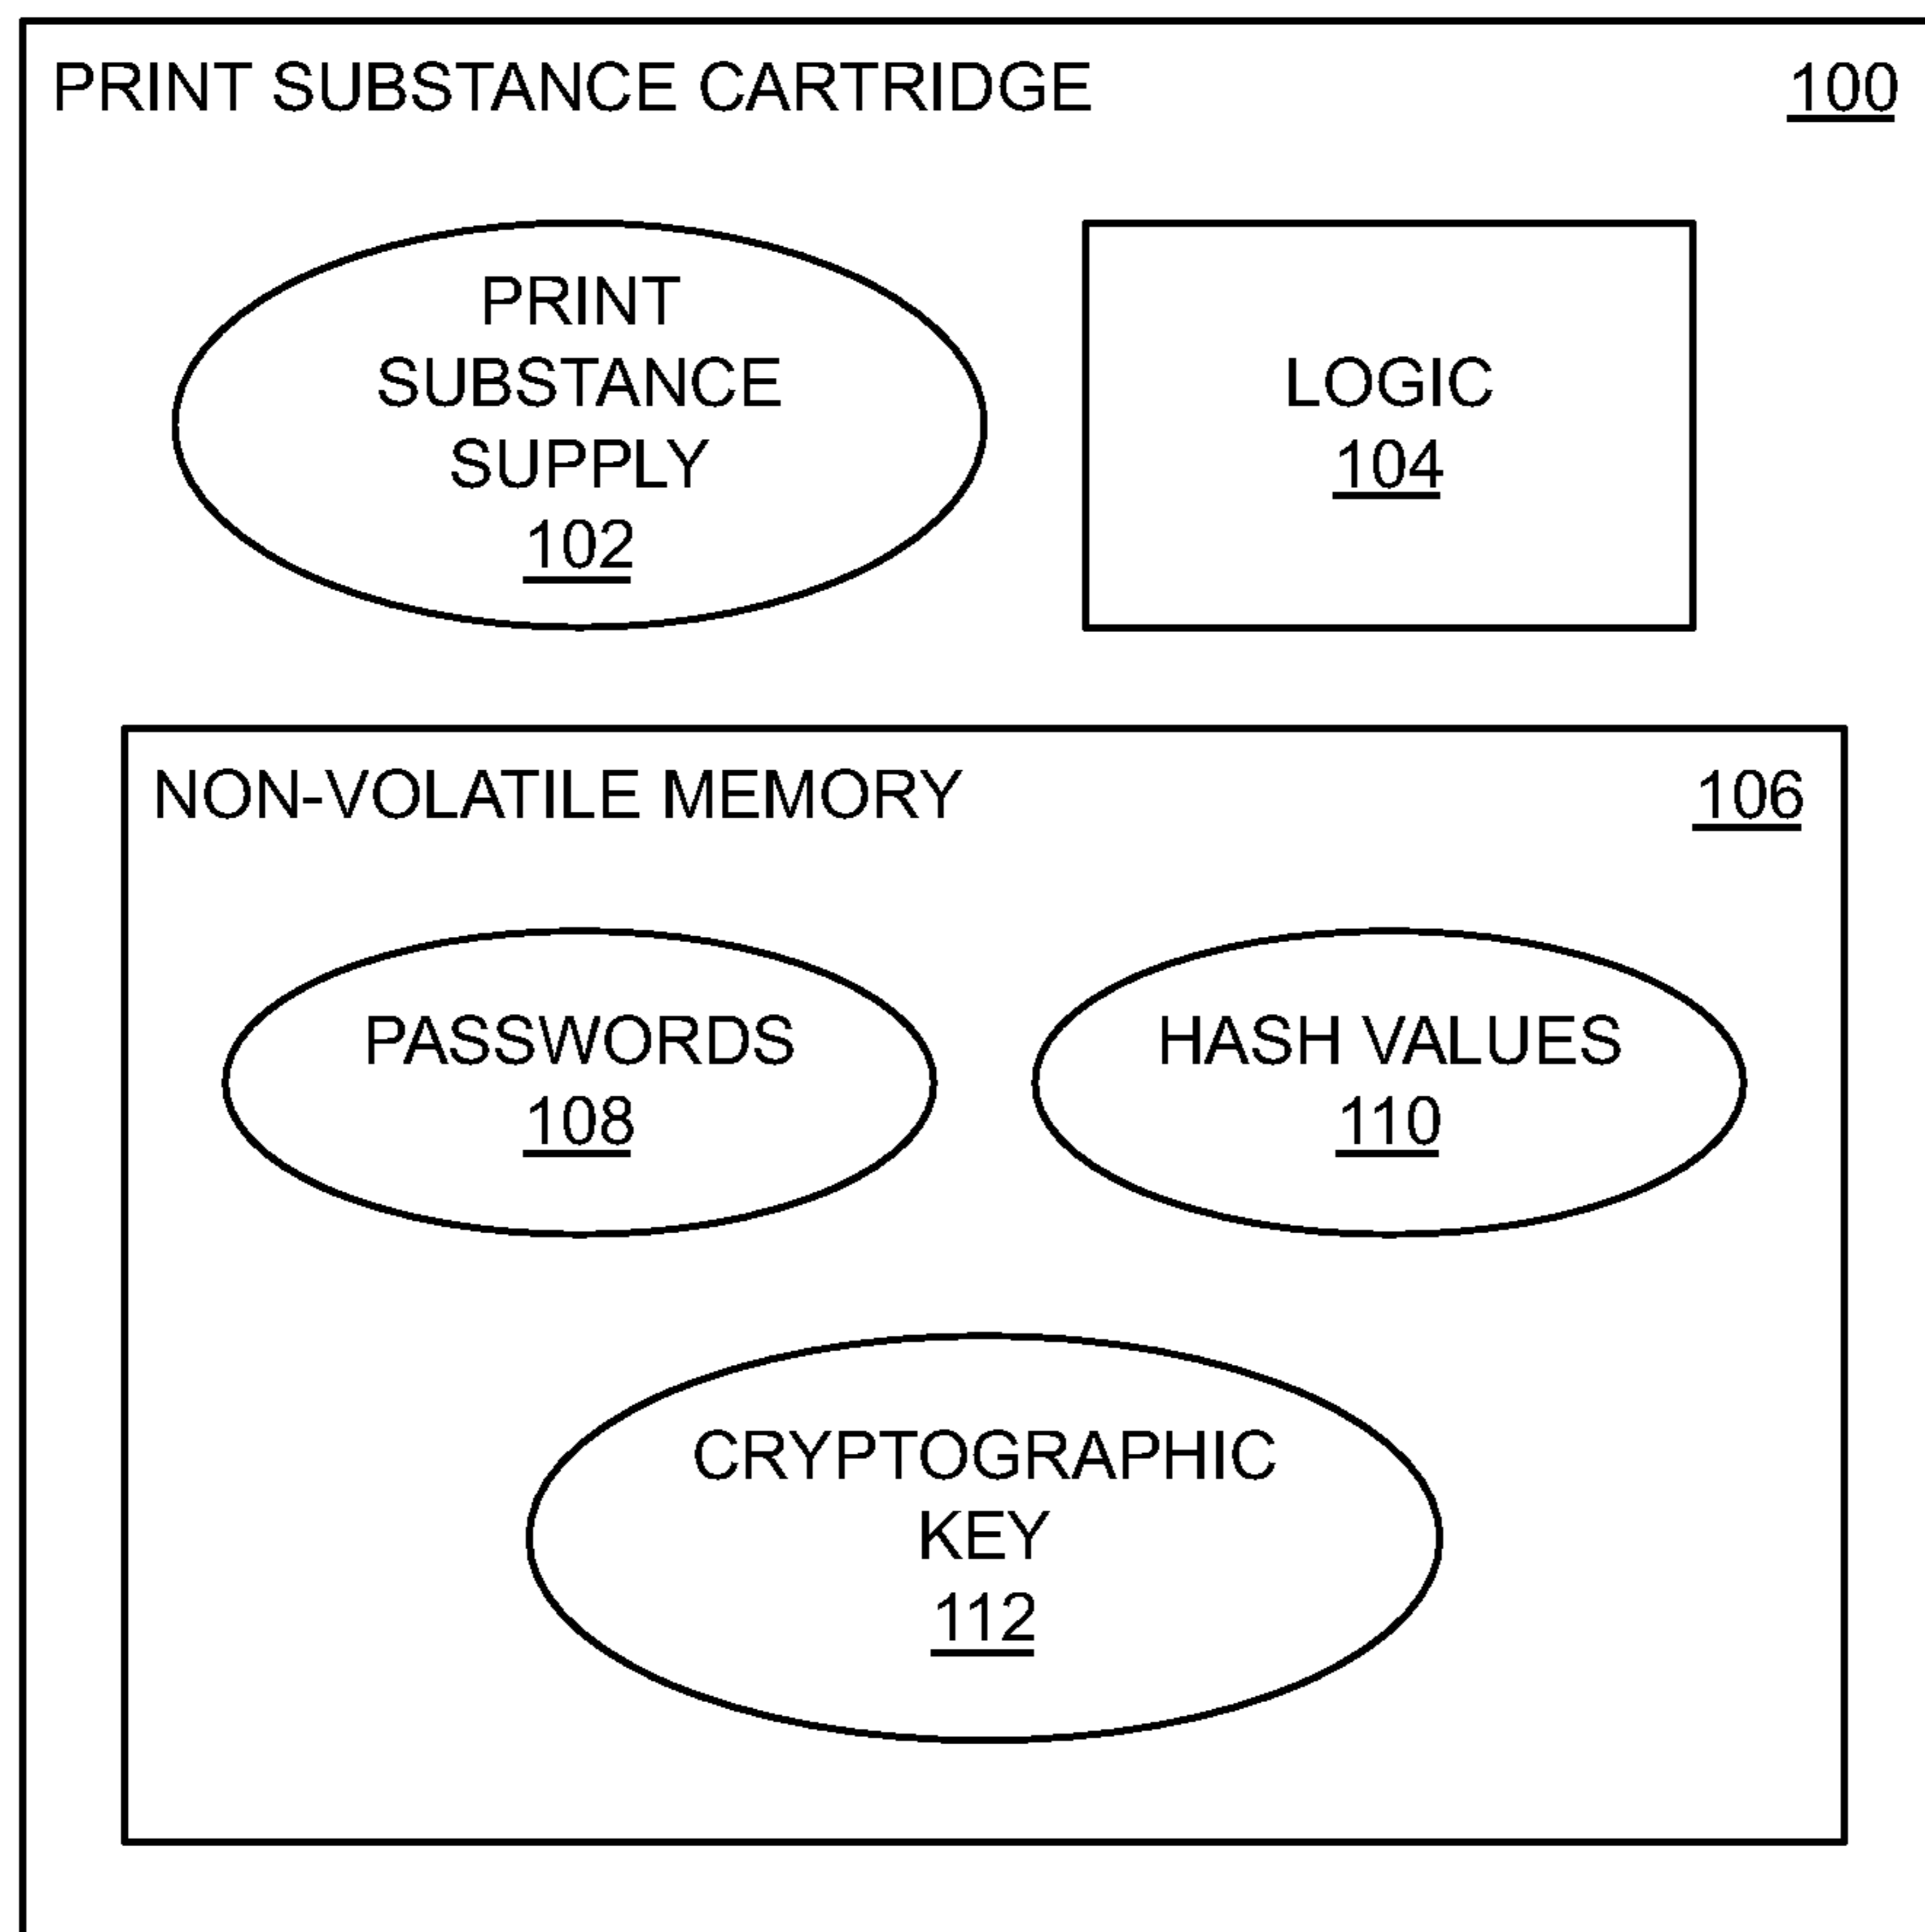 PRINT SUBSTANCE CARTRIDGE 100
PRINT
SUBSTANCE
SUPPLY
102
LOGIC
104
NON-VOLATILE MEMORY 106
PASSWORDS
108
HASH VALUES
110
CRYPTOGRAPHIC
KEY
112